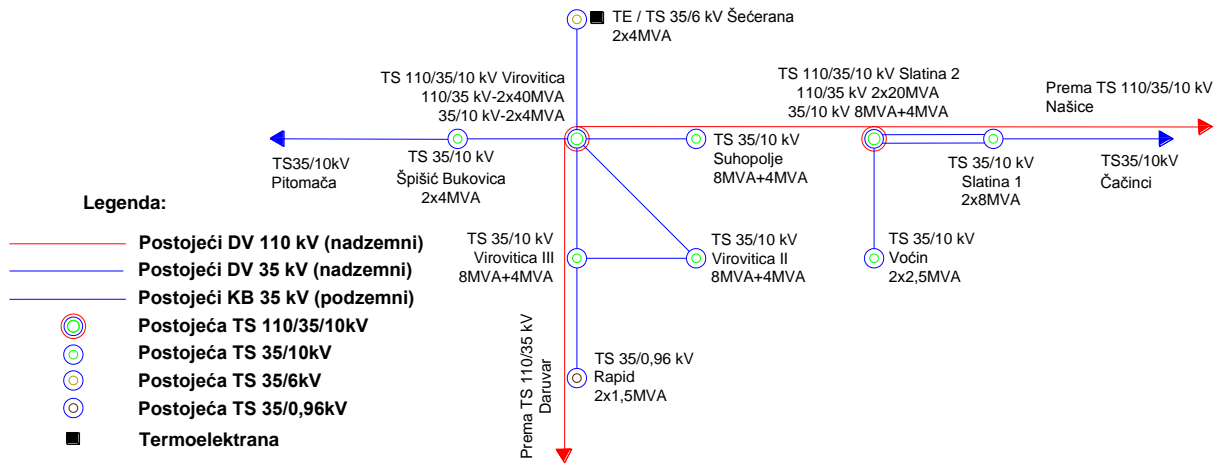 TE / TS 35/6 kV Šećerana
2x4MVA
TS 110/35/10 kV Virovitica
110/35 kV-2x40MVA
35/10 kV-2x4MVA
TS 110/35/10 kV Slatina 2
110/35 kV 2x20MVA
35/10 kV 8MVA+4MVA
Prema TS 110/35/10 kV
Našice
TS35/10kV
Pitomača
TS 35/10 kV
Špišić Bukovica
2x4MVA
TS 35/10 kV
Suhopolje
8MVA+4MVA
TS 35/10 kV
Slatina 1
2x8MVA
TS35/10kV
Čačinci
TS 35/10 kV
Virovitica III
8MVA+4MVA
TS 35/10 kV
Virovitica II
8MVA+4MVA
TS 35/10 kV
Voćin
2x2,5MVA
Prema TS 110/35 kV
Daruvar
TS 35/0,96 kV
Rapid
2x1,5MVA
Legenda:
Postojeći DV 110 kV (nadzemni)
Postojeći DV 35 kV (nadzemni)
Postojeći KB 35 kV (podzemni)
Postojeća TS 110/35/10kV
Postojeća TS 35/10kV
Postojeća TS 35/6kV
Postojeća TS 35/0,96kV
Termoelektrana